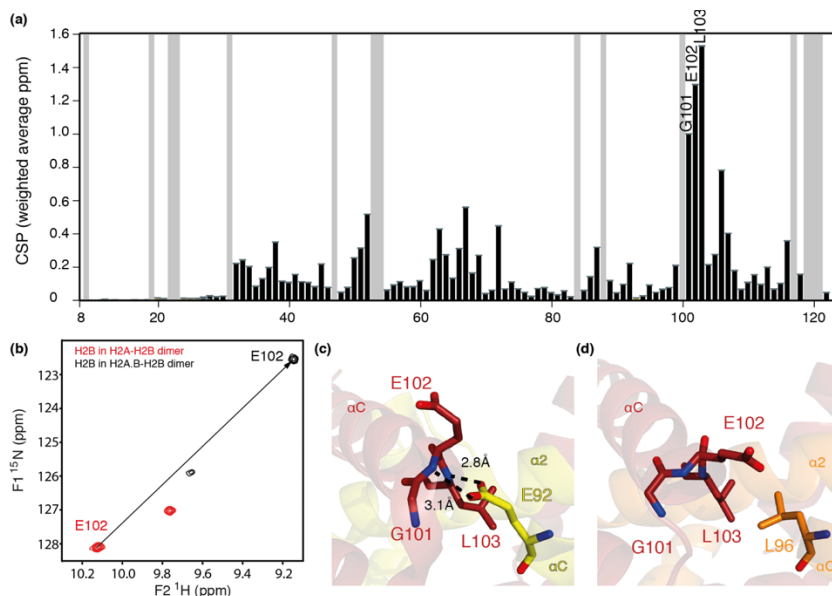 (a)
CSP (weighted average ppm)
1.6
1.4
1.2
1.0
0.8
0.6
0.4
0.2
0
G101
E102
L103
8 20 40 60 80 100 120
(b)
H2B in H2A-H2B dimer
H2B in H2A.B-H2B dimer
E102
E102
F1 ¹⁵N (ppm)
123
124
125
126
127
128
10.2 10.0 9.8 9.6 9.4 9.2
F2 ¹H (ppm)
(c)
E102
αC
2.8Å
α2
E92
3.1Å
G101
L103
αC
(d)
αC
E102
α2
G101
L103
L96
αC